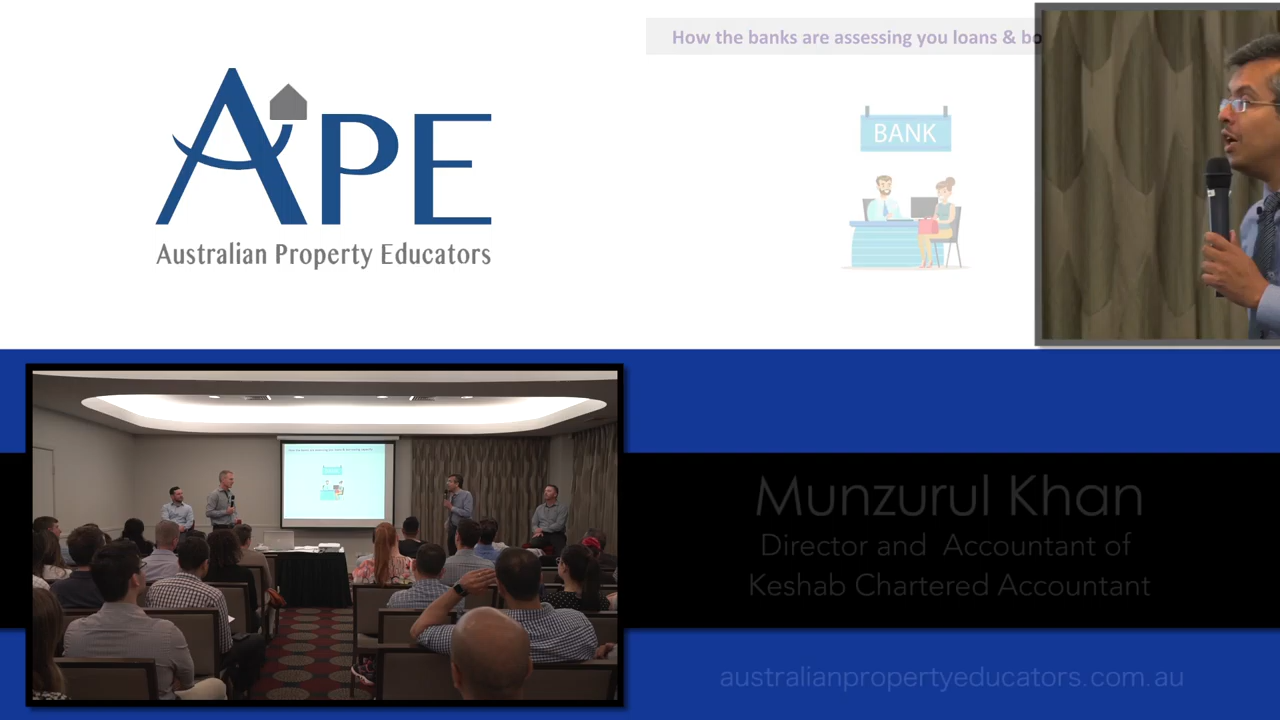 How the banks are assessing you loans & bo
APE
Australian Property Educators
BANK
Munzurul Khan
Director and Accountant of
Keshab Chartered Accountant
australianpropertyeducators.com.au